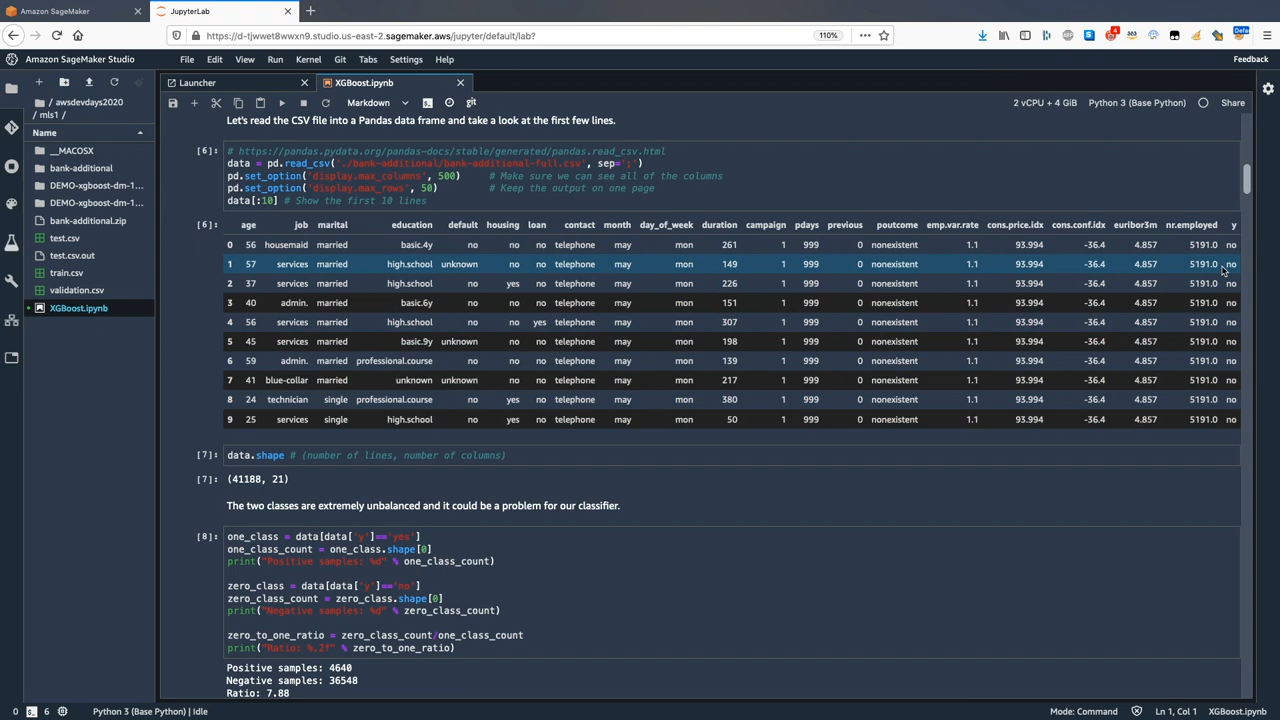 Amazon SageMaker
JupyterLab
https://d-tjwwet8wwxn9.studio.us-east-2.sagemaker.aws/jupyter/default/lab?
110%
4
Defa
Amazon SageMaker Studio
File Edit View Run Kernel Git Tabs Settings Help
Feedback
Launcher
XGBoost.ipynb
Markdown
git
2 vCPU + 4 GiB
Python 3 (Base Python)
Share
/ awsdevdays2020
/ mls1 /
Name
__MACOSX
bank-additional
DEMO-xgboost-dm-1...
DEMO-xgboost-dm-1...
bank-additional.zip
test.csv
test.csv.out
train.csv
validation.csv
XGBoost.ipynb
Let's read the CSV file into a Pandas data frame and take a look at the first few lines.
[6]: # https://pandas.pydata.org/pandas-docs/stable/generated/pandas.read_csv.html
data = pd.read_csv('./bank-additional/bank-additional-full.csv', sep=';')
pd.set_option('display.max_columns', 500) # Make sure we can see all of the columns
pd.set_option('display.max_rows', 50) # Keep the output on one page
data[:10] # Show the first 10 lines
[6]: age job marital education default housing loan contact month day_of_week duration campaign pdays previous poutcome emp.var.rate cons.price.idx cons.conf.idx euribor3m nr.employed y
0 56 housemaid married basic.4y no no no telephone may mon 261 1 999 0 nonexistent 1.1 93.994 -36.4 4.857 5191.0 no
1 57 services married high.school unknown no no telephone may mon 149 1 999 0 nonexistent 1.1 93.994 -36.4 4.857 5191.0 no
2 37 services married high.school no yes no telephone may mon 226 1 999 0 nonexistent 1.1 93.994 -36.4 4.857 5191.0 no
3 40 admin. married basic.6y no no no telephone may mon 151 1 999 0 nonexistent 1.1 93.994 -36.4 4.857 5191.0 no
4 56 services married high.school no no yes telephone may mon 307 1 999 0 nonexistent 1.1 93.994 -36.4 4.857 5191.0 no
5 45 services married basic.9y unknown no no telephone may mon 198 1 999 0 nonexistent 1.1 93.994 -36.4 4.857 5191.0 no
6 59 admin. married professional.course no no no telephone may mon 139 1 999 0 nonexistent 1.1 93.994 -36.4 4.857 5191.0 no
7 41 blue-collar married unknown unknown no no telephone may mon 217 1 999 0 nonexistent 1.1 93.994 -36.4 4.857 5191.0 no
8 24 technician single professional.course no yes no telephone may mon 380 1 999 0 nonexistent 1.1 93.994 -36.4 4.857 5191.0 no
9 25 services single high.school no yes no telephone may mon 50 1 999 0 nonexistent 1.1 93.994 -36.4 4.857 5191.0 no
[7]: data.shape # (number of lines, number of columns)
[7]: (41188, 21)
The two classes are extremely unbalanced and it could be a problem for our classifier.
[8]: one_class = data[data['y']=='yes']
one_class_count = one_class.shape[0]
print("Positive samples: %d" % one_class_count)
zero_class = data[data['y']=='no']
zero_class_count = zero_class.shape[0]
print("Negative samples: %d" % zero_class_count)
zero_to_one_ratio = zero_class_count/one_class_count
print("Ratio: %.2f" % zero_to_one_ratio)
Positive samples: 4640
Negative samples: 36548
Ratio: 7.88
0 6 Python 3 (Base Python) | Idle
Mode: Command
Ln 1, Col 1
XGBoost.ipynb